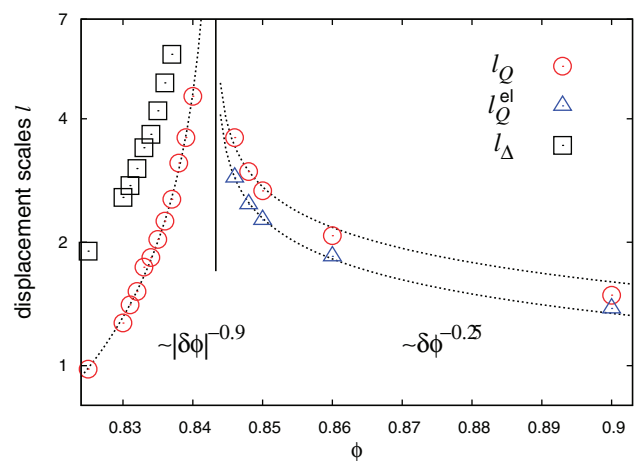 7
4
2
1
displacement scales l
l_Q
l_Q^el
l_Δ
~|δϕ|^-0.9
~δϕ^-0.25
0.83 0.84 0.85 0.86 0.87 0.88 0.89 0.9
ϕ